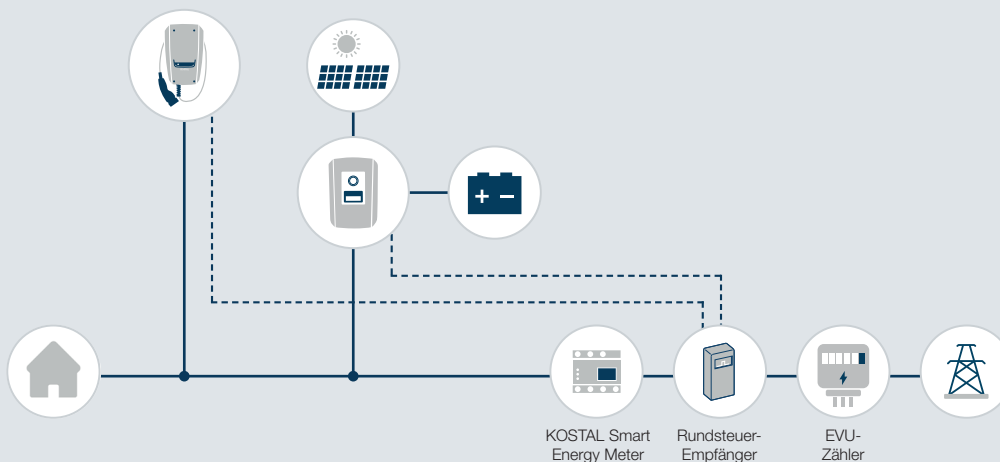 KOSTAL Smart
Energy Meter
Rundsteuer-
Empfänger
EVU-
Zähler